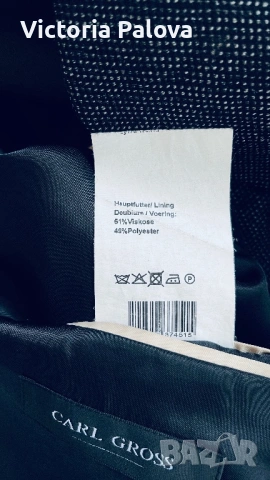 Victoria Palova
Hauptfutter/ Lining
Doublure / Voering:
51%Viskose
49%Polyester
CARL GROSS
BAZAR